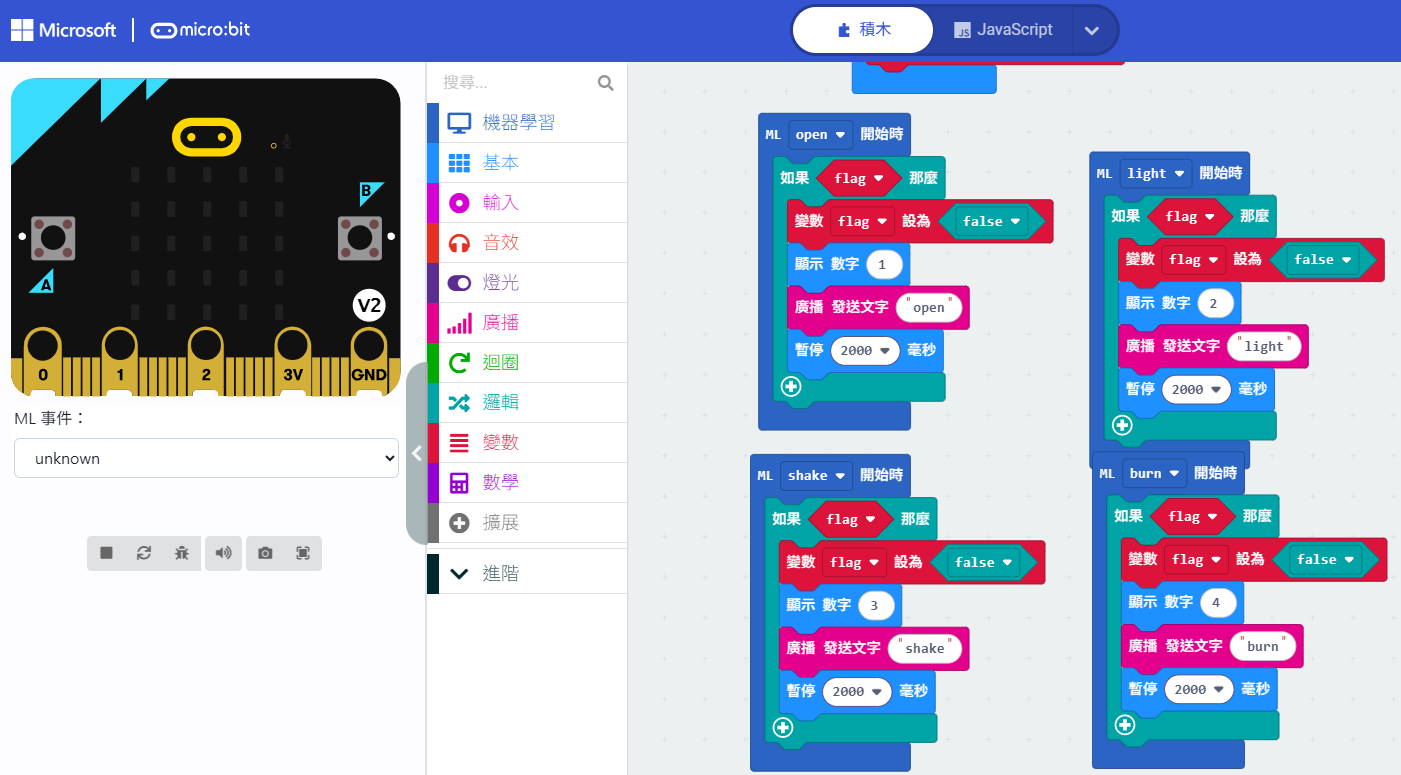 Microsoft
micro:bit
積木
JavaScript
搜尋...
機器學習
基本
輸入
音效
燈光
廣播
迴圈
邏輯
變數
數學
擴展
進階
B
A
V2
0
1
2
3V
GND
ML 事件：
unknown
ML open 開始時
如果 flag 那麼
變數 flag 設為 false
顯示 數字 1
廣播 發送文字 "open"
暫停 2000 毫秒
ML light 開始時
如果 flag 那麼
變數 flag 設為 false
顯示 數字 2
廣播 發送文字 "light"
暫停 2000 毫秒
ML shake 開始時
如果 flag 那麼
變數 flag 設為 false
顯示 數字 3
廣播 發送文字 "shake"
暫停 2000 毫秒
ML burn 開始時
如果 flag 那麼
變數 flag 設為 false
顯示 數字 4
廣播 發送文字 "burn"
暫停 2000 毫秒